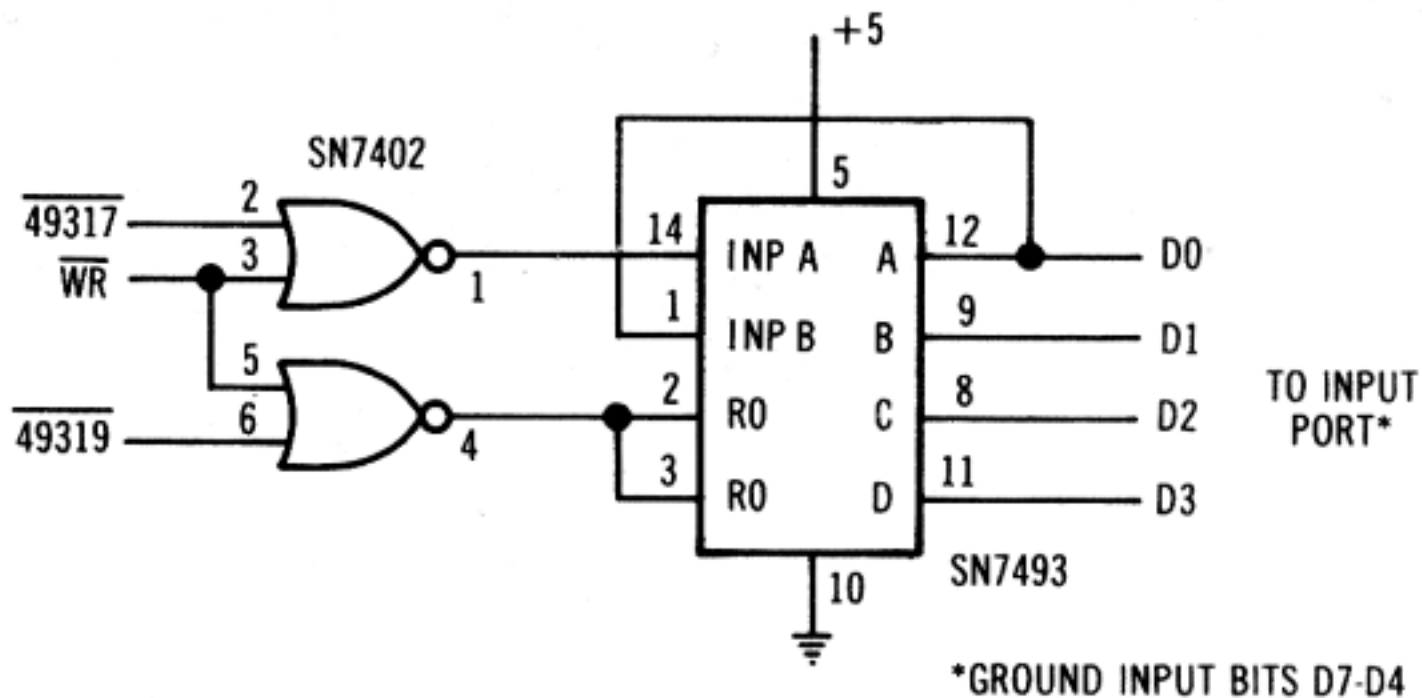 +5
SN7402
5
49317
2
3
WR
1
14
INP A
A
12
D0
1
INP B
B
9
D1
5
6
49319
4
2
R0
C
8
D2
TO INPUT
PORT*
3
R0
D
11
D3
10
SN7493
*GROUND INPUT BITS D7-D4